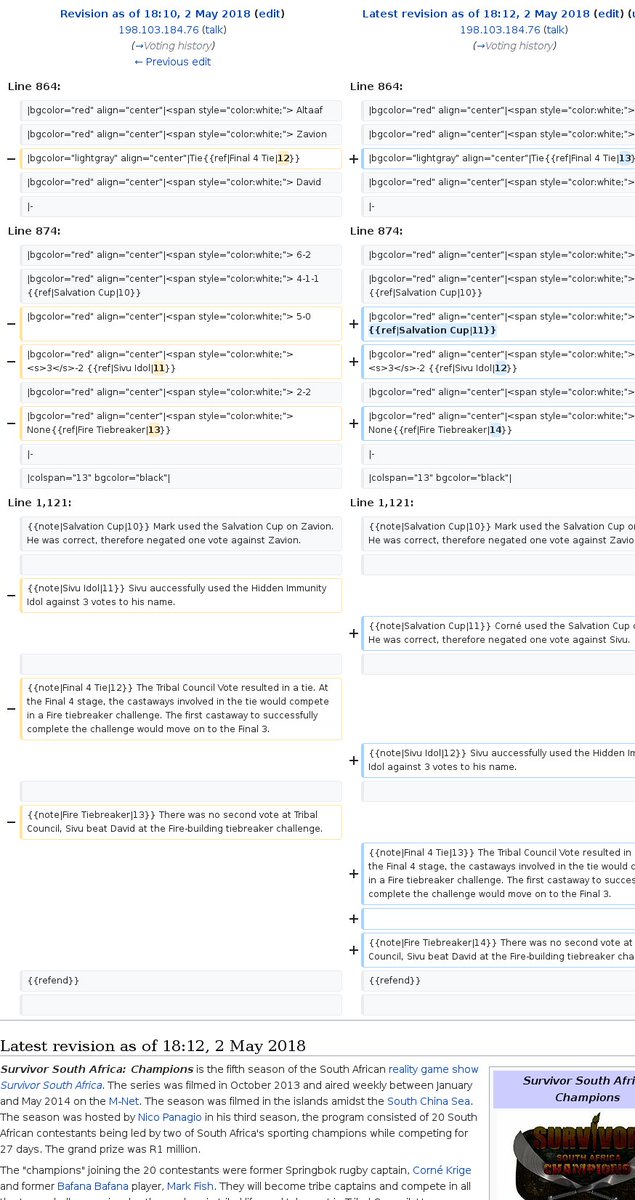 Revision as of 18:10, 2 May 2018 (edit)
198.103.184.76 (talk)
(→Voting history)
← Previous edit
Latest revision as of 18:12, 2 May 2018 (edit) (u
198.103.184.76 (talk)
(→Voting history)
Line 864:
Line 864:
|bgcolor="red" align="center"|<span style="color:white;"> Altaaf
|bgcolor="red" align="center"|<span style="color:white;">
|bgcolor="red" align="center"|<span style="color:white;"> Zavion
|bgcolor="red" align="center"|<span style="color:white;">
− |bgcolor="lightgray" align="center"|Tie{{ref|Final 4 Tie|12}}
+ |bgcolor="lightgray" align="center"|Tie{{ref|Final 4 Tie|13}
|bgcolor="red" align="center"|<span style="color:white;"> David
|bgcolor="red" align="center"|<span style="color:white;">
|-
|-
Line 874:
Line 874:
|bgcolor="red" align="center"|<span style="color:white;"> 6-2
|bgcolor="red" align="center"|<span style="color:white;">
|bgcolor="red" align="center"|<span style="color:white;"> 4-1-1
{{ref|Salvation Cup|10}}
|bgcolor="red" align="center"|<span style="color:white;">
{{ref|Salvation Cup|10}}
− |bgcolor="red" align="center"|<span style="color:white;"> 5-0
+ |bgcolor="red" align="center"|<span style="color:white;">
{{ref|Salvation Cup|11}}
− |bgcolor="red" align="center"|<span style="color:white;">
<s>3</s>-2 {{ref|Sivu Idol|11}}
+ |bgcolor="red" align="center"|<span style="color:white;">
<s>3</s>-2 {{ref|Sivu Idol|12}}
|bgcolor="red" align="center"|<span style="color:white;"> 2-2
|bgcolor="red" align="center"|<span style="color:white;">
− |bgcolor="red" align="center"|<span style="color:white;">
None{{ref|Fire Tiebreaker|13}}
+ |bgcolor="red" align="center"|<span style="color:white;">
None{{ref|Fire Tiebreaker|14}}
|-
|-
|colspan="13" bgcolor="black"|
|colspan="13" bgcolor="black"|
Line 1,121:
Line 1,121:
{{note|Salvation Cup|10}} Mark used the Salvation Cup on Zavion.
He was correct, therefore negated one vote against Zavion.
{{note|Salvation Cup|10}} Mark used the Salvation Cup o
He was correct, therefore negated one vote against Zavio
− {{note|Sivu Idol|11}} Sivu auccessfully used the Hidden Immunity
Idol against 3 votes to his name.
+ {{note|Salvation Cup|11}} Corné used the Salvation Cup
He was correct, therefore negated one vote against Sivu.
− {{note|Final 4 Tie|12}} The Tribal Council Vote resulted in a tie. At
the Final 4 stage, the castaways involved in the tie would compete
in a Fire tiebreaker challenge. The first castaway to successfully
complete the challenge would move on to the Final 3.
+ {{note|Sivu Idol|12}} Sivu auccessfully used the Hidden Im
Idol against 3 votes to his name.
− {{note|Fire Tiebreaker|13}} There was no second vote at Tribal
Council, Sivu beat David at the Fire-building tiebreaker challenge.
+ {{note|Final 4 Tie|13}} The Tribal Council Vote resulted in
the Final 4 stage, the castaways involved in the tie would c
in a Fire tiebreaker challenge. The first castaway to succes
complete the challenge would move on to the Final 3.
+
+ {{note|Fire Tiebreaker|14}} There was no second vote at
Council, Sivu beat David at the Fire-building tiebreaker cha
{{refend}}
{{refend}}
Latest revision as of 18:12, 2 May 2018
Survivor South Africa: Champions is the fifth season of the South African reality game show
Survivor South Africa. The series was filmed in October 2013 and aired weekly between January
and May 2014 on the M-Net. The season was filmed in the islands amidst the South China Sea.
The season was hosted by Nico Panagio in his third season, the program consisted of 20 South
African contestants being led by two of South Africa's sporting champions while competing for
27 days. The grand prize was R1 million.
The "champions" joining the 20 contestants were former Springbok rugby captain, Corné Krige
and former Bafana Bafana player, Mark Fish. They will become tribe captains and compete in all
Survivor South Afri
Champions
SURVIVOR
SOUTH AFRICA
CHAMPIONS